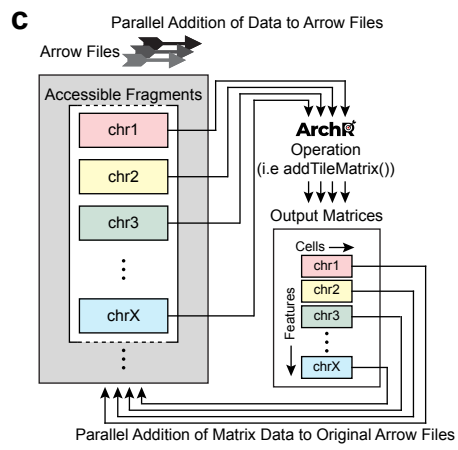 C
Parallel Addition of Data to Arrow Files
Arrow Files
Accessible Fragments
chr1
chr2
chr3
chrX
ArchR
Operation
(i.e addTileMatrix())
Output Matrices
Cells
Features
chr1
chr2
chr3
chrX
Parallel Addition of Matrix Data to Original Arrow Files